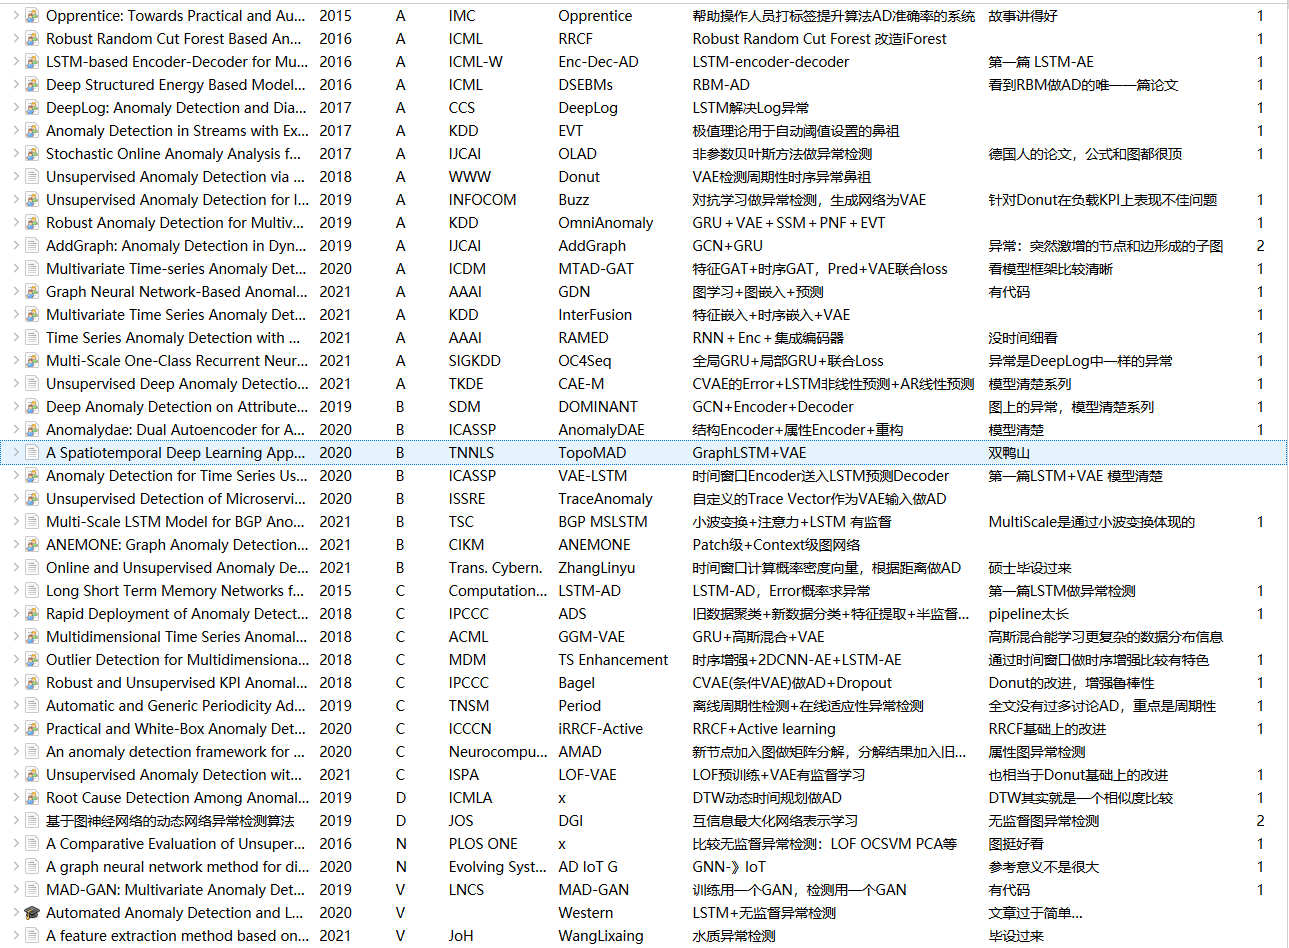 Opprentice: Towards Practical and Au... 2015 A IMC Opprentice 帮助操作人员打标签提升算法AD准确率的系统 故事讲得好 1
Robust Random Cut Forest Based An... 2016 A ICML RRCF Robust Random Cut Forest 改造iForest 1
LSTM-based Encoder-Decoder for Mu... 2016 A ICML-W Enc-Dec-AD LSTM-encoder-decoder 第一篇 LSTM-AE 1
Deep Structured Energy Based Model... 2016 A ICML DSEBMs RBM-AD 看到RBM做AD的唯一一篇论文 1
DeepLog: Anomaly Detection and Dia... 2017 A CCS DeepLog LSTM解决Log异常 1
Anomaly Detection in Streams with Ex... 2017 A KDD EVT 极值理论用于自动阈值设置的鼻祖 1
Stochastic Online Anomaly Analysis f... 2017 A IJCAI OLAD 非参数贝叶斯方法做异常检测 德国人的论文，公式和图都很顶 1
Unsupervised Anomaly Detection via ... 2018 A WWW Donut VAE检测周期性时序异常鼻祖
Unsupervised Anomaly Detection for I... 2019 A INFOCOM Buzz 对抗学习做异常检测，生成网络为VAE 针对Donut在负载KPI上表现不佳问题 1
Robust Anomaly Detection for Multiv... 2019 A KDD OmniAnomaly GRU + VAE + SSM + PNF + EVT 1
AddGraph: Anomaly Detection in Dyn... 2019 A IJCAI AddGraph GCN+GRU 异常：突然激增的节点和边形成的子图 2
Multivariate Time-series Anomaly Det... 2020 A ICDM MTAD-GAT 特征GAT+时序GAT，Pred+VAE联合loss 看模型框架比较清晰 1
Graph Neural Network-Based Anomal... 2021 A AAAI GDN 图学习+图嵌入+预测 有代码 1
Multivariate Time Series Anomaly Det... 2021 A KDD InterFusion 特征嵌入+时序嵌入+VAE 1
Time Series Anomaly Detection with ... 2021 A AAAI RAMED RNN + Enc + 集成编码器 没时间细看 1
Multi-Scale One-Class Recurrent Neur... 2021 A SIGKDD OC4Seq 全局GRU+局部GRU+联合Loss 异常是DeepLog中一样的异常 1
Unsupervised Deep Anomaly Detectio... 2021 A TKDE CAE-M CVAE的Error+LSTM非线性预测+AR线性预测 模型清楚系列 1
Deep Anomaly Detection on Attribute... 2019 B SDM DOMINANT GCN+Encoder+Decoder 图上的异常，模型清楚系列 1
Anomalydae: Dual Autoencoder for A... 2020 B ICASSP AnomalyDAE 结构Encoder+属性Encoder+重构 模型清楚 1
A Spatiotemporal Deep Learning App... 2020 B TNNLS TopoMAD GraphLSTM+VAE 双鸭山
Anomaly Detection for Time Series Us... 2020 B ICASSP VAE-LSTM 时间窗口Encoder送入LSTM预测Decoder 第一篇LSTM+VAE 模型清楚
Unsupervised Detection of Microservi... 2020 B ISSRE TraceAnomaly 自定义的Trace Vector作为VAE输入做AD
Multi-Scale LSTM Model for BGP Ano... 2021 B TSC BGP MSLSTM 小波变换+注意力+LSTM 有监督 MultiScale是通过小波变换体现的 1
ANEMONE: Graph Anomaly Detection... 2021 B CIKM ANEMONE Patch级+Context级图网络
Online and Unsupervised Anomaly De... 2021 B Trans. Cybern. ZhangLinyu 时间窗口计算概率密度向量，根据距离做AD 硕士毕设过来
Long Short Term Memory Networks f... 2015 C Computation... LSTM-AD LSTM-AD，Error概率求异常 第一篇LSTM做异常检测 1
Rapid Deployment of Anomaly Detect... 2018 C IPCCC ADS 旧数据聚类+新数据分类+特征提取+半监督... pipeline太长 1
Multidimensional Time Series Anomal... 2018 C ACML GGM-VAE GRU+高斯混合+VAE 高斯混合能学习更复杂的数据分布信息
Outlier Detection for Multidimensiona... 2018 C MDM TS Enhancement 时序增强+2DCNN-AE+LSTM-AE 通过时间窗口做时序增强比较有特色 1
Robust and Unsupervised KPI Anomal... 2018 C IPCCC Bagel CVAE(条件VAE)做AD+Dropout Donut的改进，增强鲁棒性 1
Automatic and Generic Periodicity Ad... 2019 C TNSM Period 离线周期性检测+在线适应性异常检测 全文没有过多讨论AD，重点是周期性 1
Practical and White-Box Anomaly Det... 2020 C ICCCN iRRCF-Active RRCF+Active learning RRCF基础上的改进 1
An anomaly detection framework for ... 2020 C Neurocompu... AMAD 新节点加入图做矩阵分解，分解结果加入旧... 属性图异常检测
Unsupervised Anomaly Detection wit... 2021 C ISPA LOF-VAE LOF预训练+VAE有监督学习 也相当于Donut基础上的改进 1
Root Cause Detection Among Anomal... 2019 D ICMLA x DTW动态时间规划做AD DTW其实就是一个相似度比较 1
基于图神经网络的动态网络异常检测算法 2019 D JOS DGI 互信息最大化网络表示学习 无监督图异常检测 2
A Comparative Evaluation of Unsuper... 2016 N PLOS ONE x 比较无监督异常检测：LOF OCSVM PCA等 图挺好看 1
A graph neural network method for di... 2020 N Evolving Syst... AD IoT G GNN-》IoT 参考意义不是很大 1
MAD-GAN: Multivariate Anomaly Det... 2019 V LNCS MAD-GAN 训练用一个GAN，检测用一个GAN 有代码 1
Automated Anomaly Detection and L... 2020 V Western LSTM+无监督异常检测 文章过于简单...
A feature extraction method based on... 2021 V JoH WangLixaing 水质异常检测 毕设过来